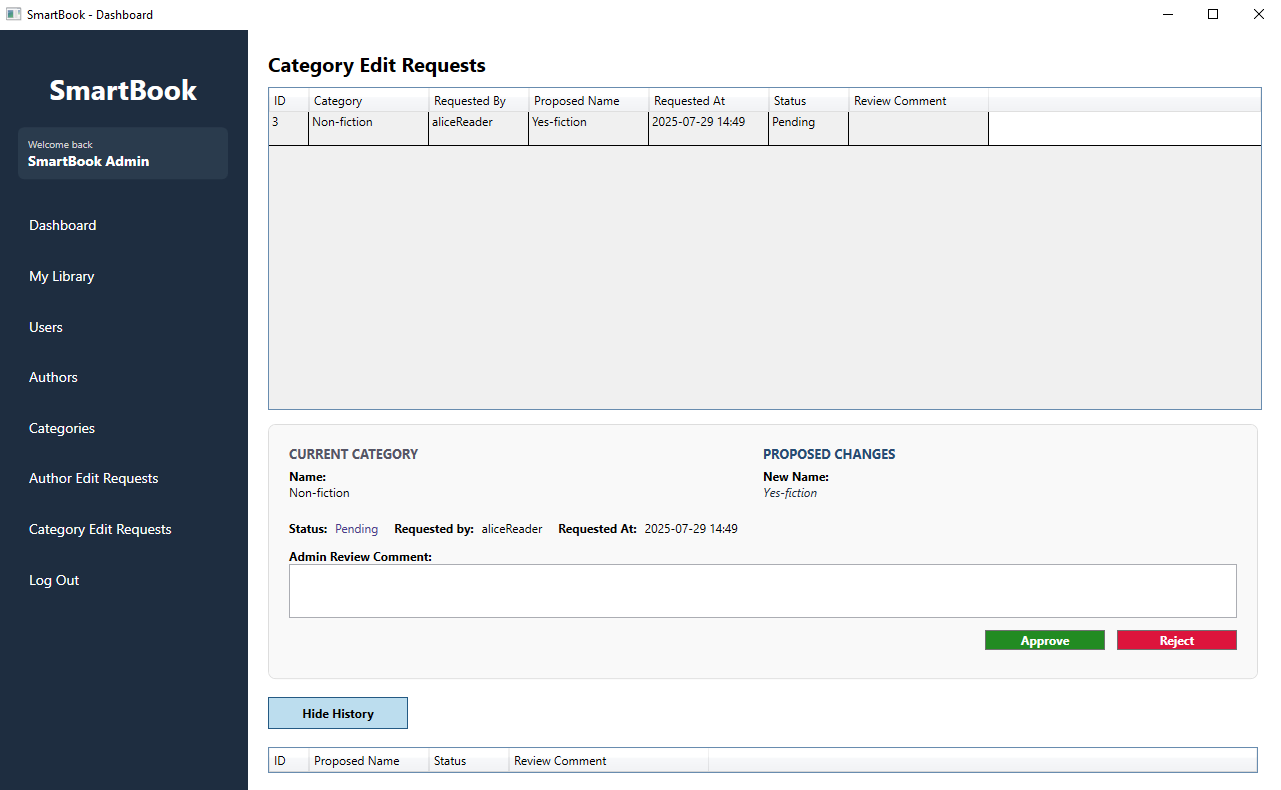 SmartBook - Dashboard
SmartBook
Welcome back
SmartBook Admin
Dashboard
My Library
Users
Authors
Categories
Author Edit Requests
Category Edit Requests
Log Out
Category Edit Requests
ID Category Requested By Proposed Name Requested At Status Review Comment
3 Non-fiction aliceReader Yes-fiction 2025-07-29 14:49 Pending
CURRENT CATEGORY PROPOSED CHANGES
Name: New Name:
Non-fiction Yes-fiction
Status: Pending Requested by: aliceReader Requested At: 2025-07-29 14:49
Admin Review Comment:
Approve Reject
Hide History
ID Proposed Name Status Review Comment